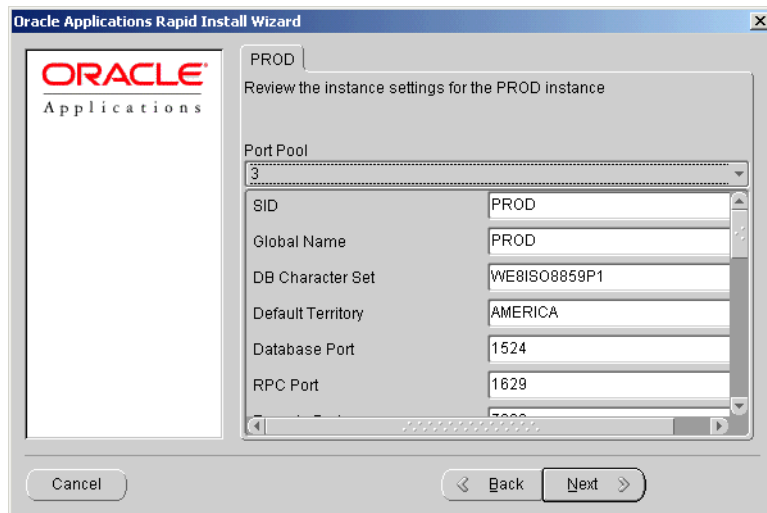 Oracle Applications Rapid Install Wizard
ORACLE
Applications
PROD
Review the instance settings for the PROD instance
Port Pool
3
SID PROD
Global Name PROD
DB Character Set WE8ISO8859P1
Default Territory AMERICA
Database Port 1524
RPC Port 1629
Cancel Back Next